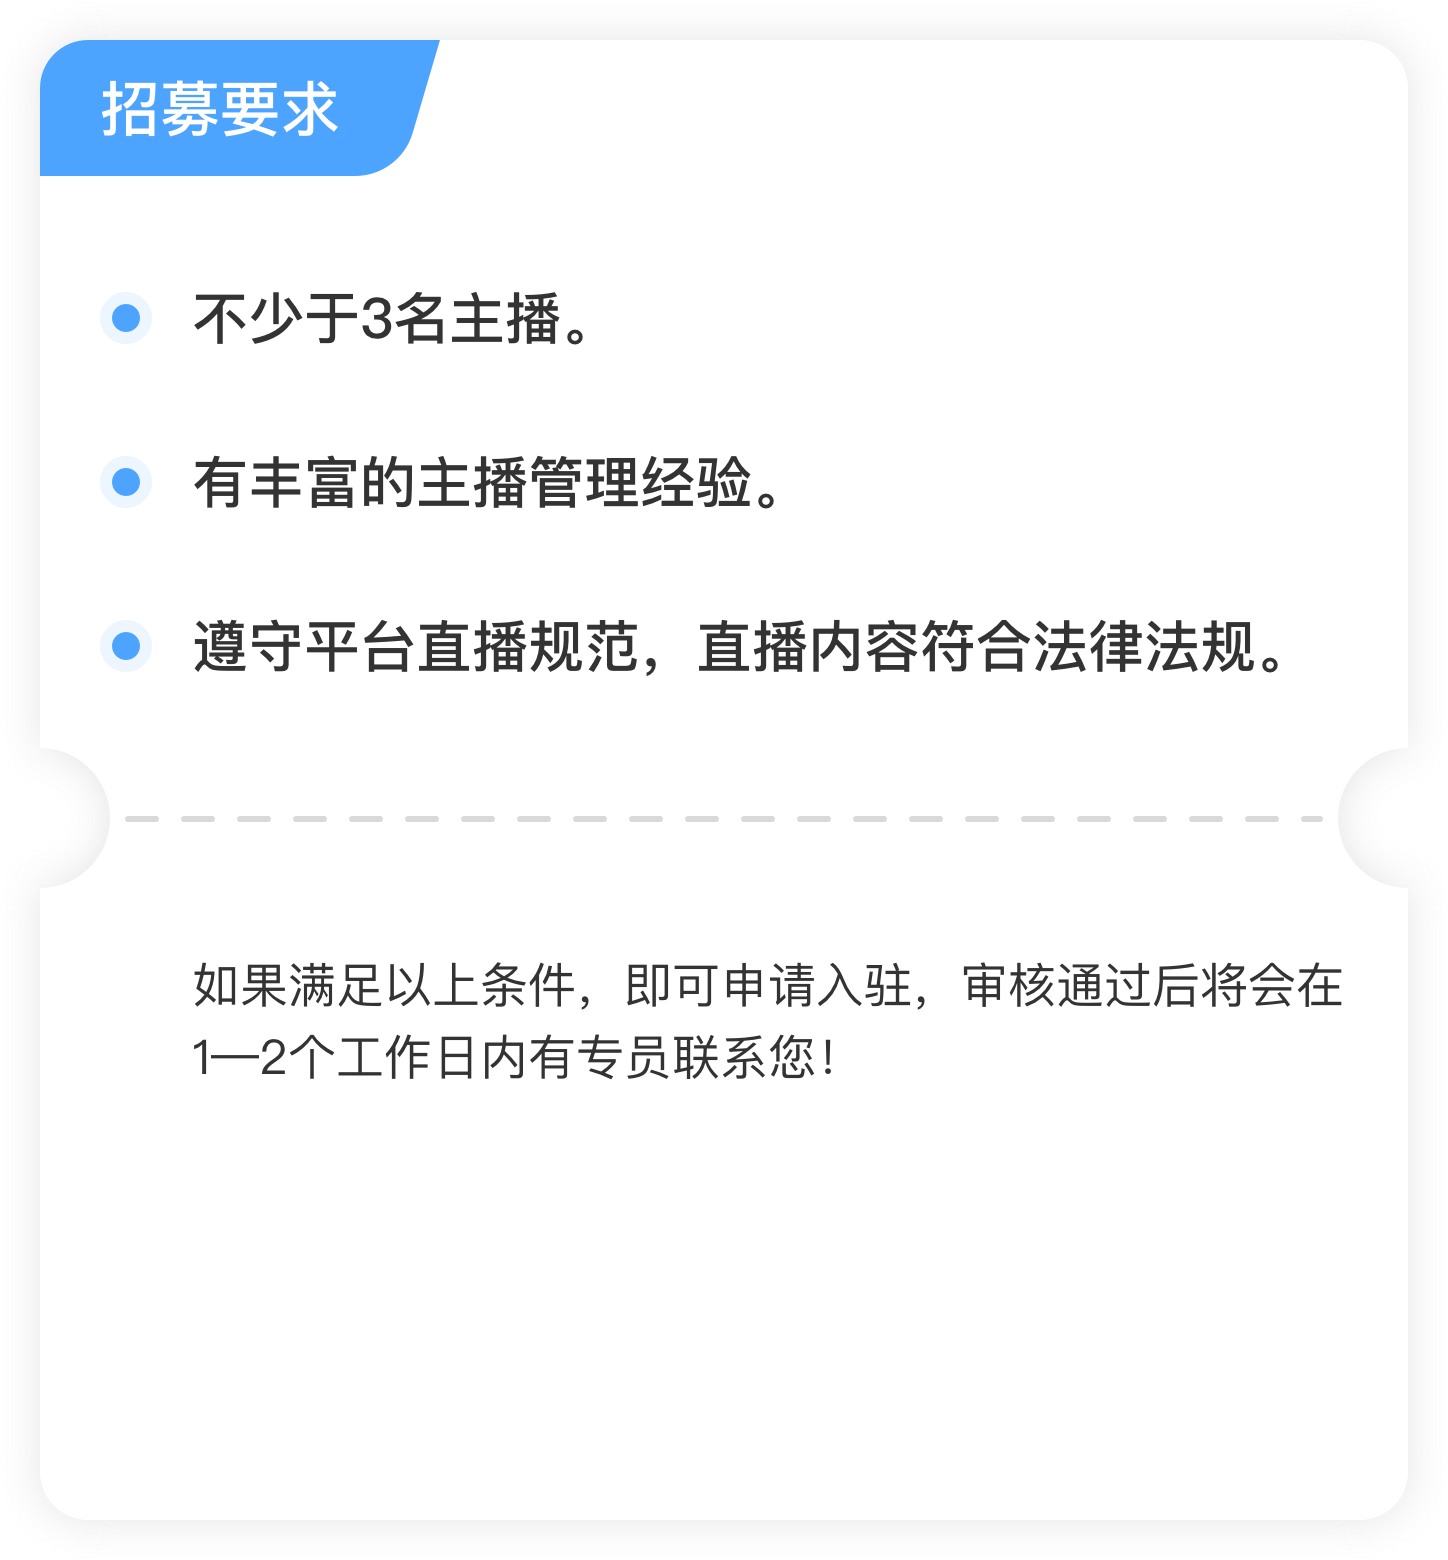 招募要求
不少于3名主播。
有丰富的主播管理经验。
遵守平台直播规范，直播内容符合法律法规。
如果满足以上条件，即可申请入驻，审核通过后将会在
1—2个工作日内有专员联系您！